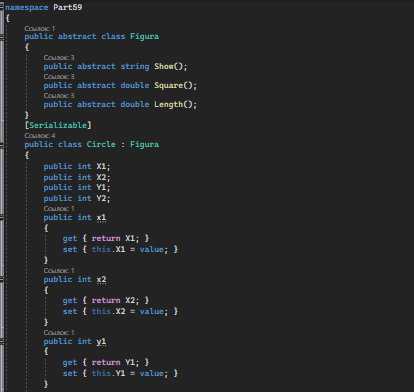 namespace Part59
{
Ссылок: 1
public abstract class Figura
{
Ссылок: 3
public abstract string Show();
Ссылок: 3
public abstract double Square();
Ссылок: 3
public abstract double Length();
}
[Serializable]
Ссылок: 4
public class Circle : Figura
{
public int X1;
public int X2;
public int Y1;
public int Y2;
Ссылок: 1
public int x1
{
get { return X1; }
set { this.X1 = value; }
}
Ссылок: 1
public int x2
{
get { return X2; }
set { this.X2 = value; }
}
Ссылок: 1
public int y1
{
get { return Y1; }
set { this.Y1 = value; }
}